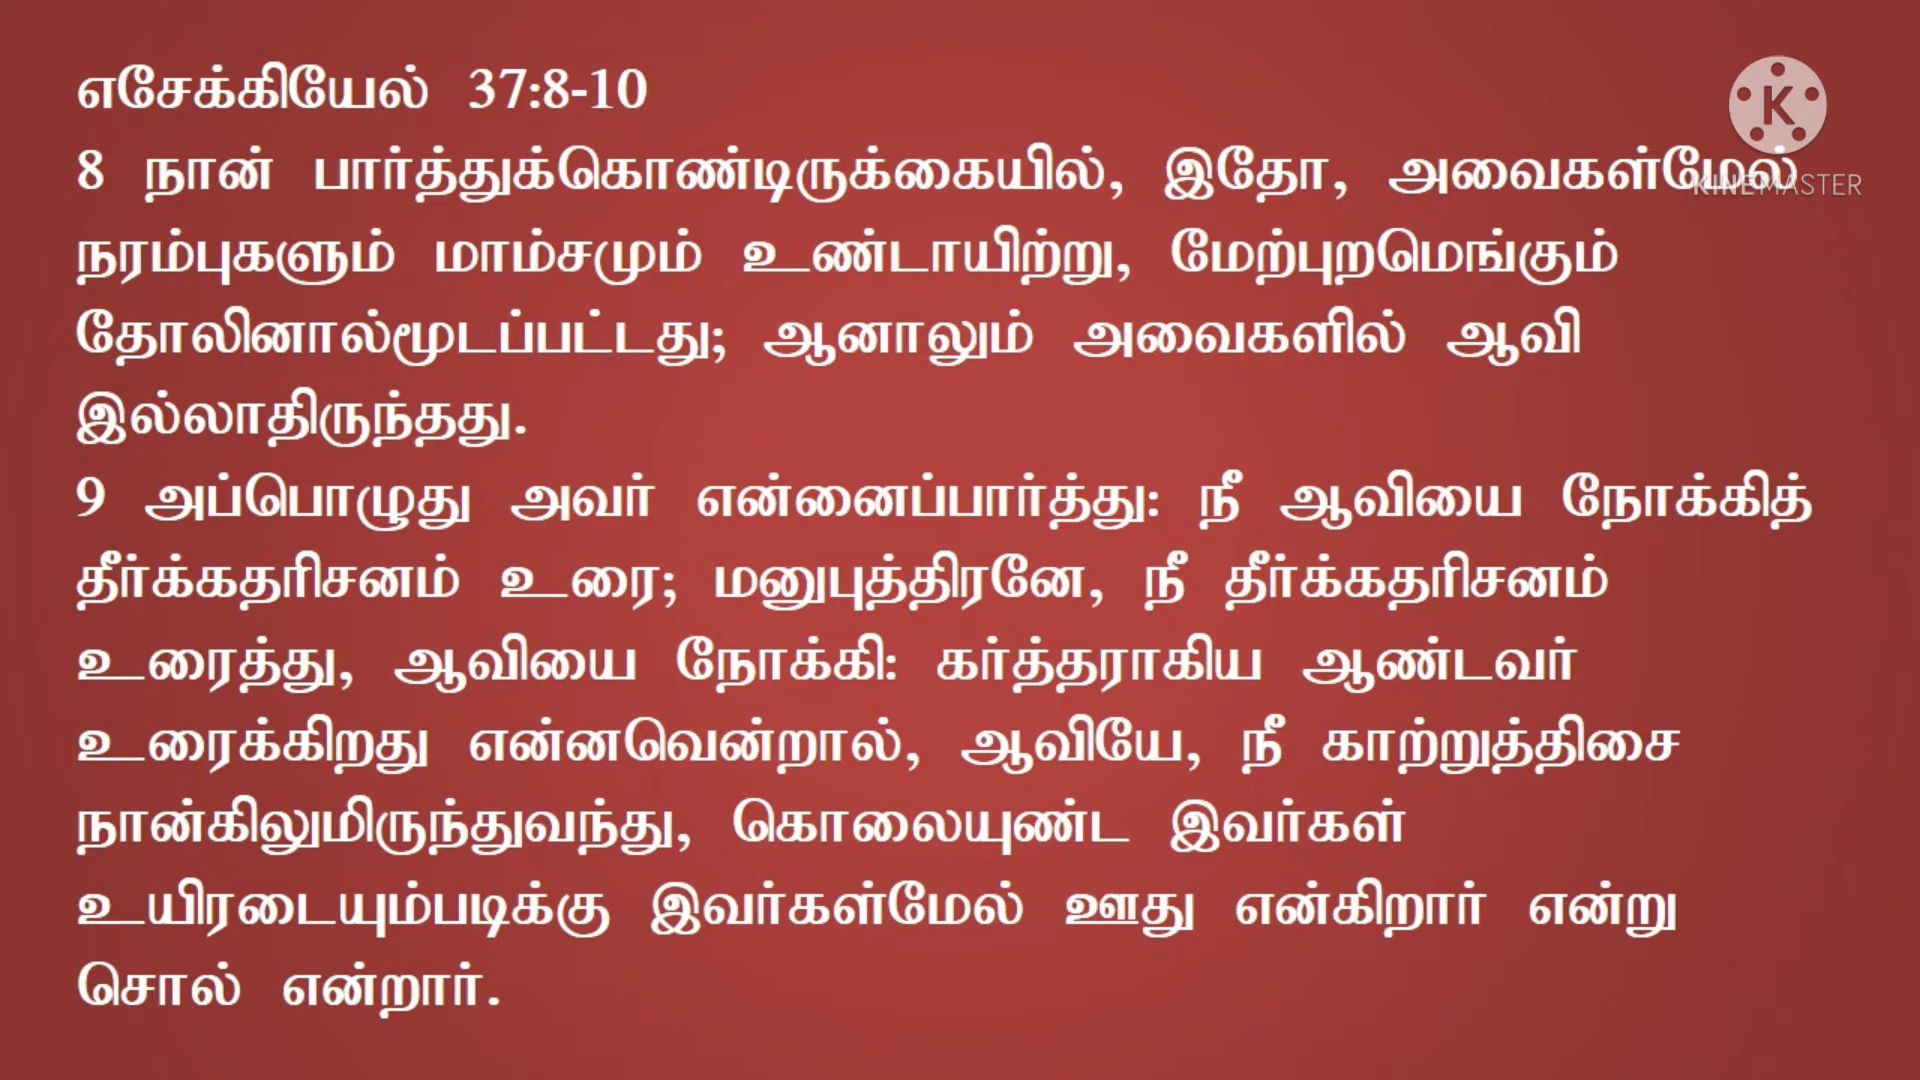 எசேக்கியேல் 37:8-10
8 நான் பார்த்துக்கொண்டிருக்கையில், இதோ, அவைகள்மேல்
KINEMASTER
நரம்புகளும் மாம்சமும் உண்டாயிற்று, மேற்புறமெங்கும்
தோலினால்மூடப்பட்டது; ஆனாலும் அவைகளில் ஆவி
இல்லாதிருந்தது.
9 அப்பொழுது அவர் என்னைப்பார்த்து: நீ ஆவியை நோக்கித்
தீர்க்கதரிசனம் உரை; மனுபுத்திரனே, நீ தீர்க்கதரிசனம்
உரைத்து, ஆவியை நோக்கி: கர்த்தராகிய ஆண்டவர்
உரைக்கிறது என்னவென்றால், ஆவியே, நீ காற்றுத்திசை
நான்கிலுமிருந்துவந்து, கொலையுண்ட இவர்கள்
உயிரடையும்படிக்கு இவர்கள்மேல் ஊது என்கிறார் என்று
சொல் என்றார்.